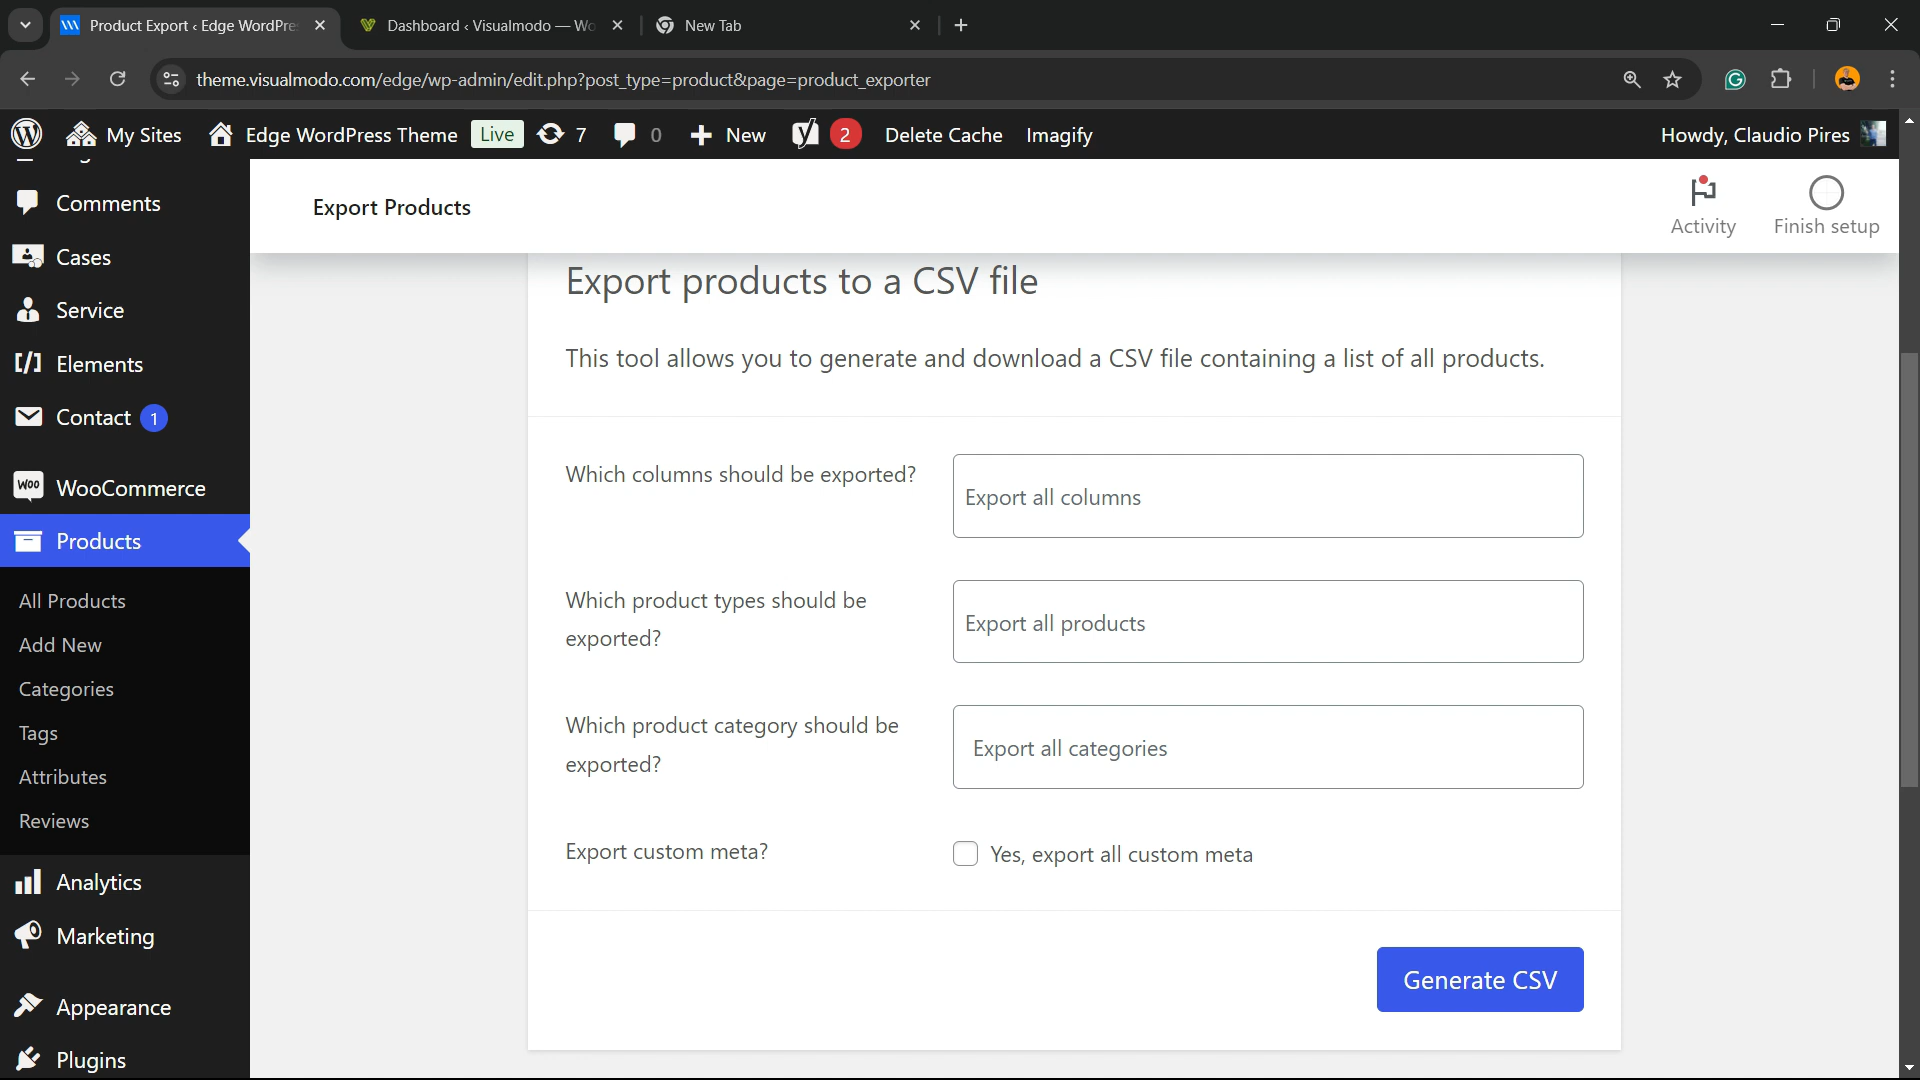 Product Export ‹ Edge WordPre
Dashboard ‹ Visualmodo — Wo
New Tab
theme.visualmodo.com/edge/wp-admin/edit.php?post_type=product&page=product_exporter
My Sites
Edge WordPress Theme
Live
7
0
New
2
Delete Cache
Imagify
Howdy, Claudio Pires
Comments
Cases
Service
Elements
Contact 1
WooCommerce
Products
All Products
Add New
Categories
Tags
Attributes
Reviews
Analytics
Marketing
Appearance
Plugins
Export Products
Activity
Finish setup
Export products to a CSV file
This tool allows you to generate and download a CSV file containing a list of all products.
Which columns should be exported?
Export all columns
Which product types should be
exported?
Export all products
Which product category should be
exported?
Export all categories
Export custom meta?
Yes, export all custom meta
Generate CSV